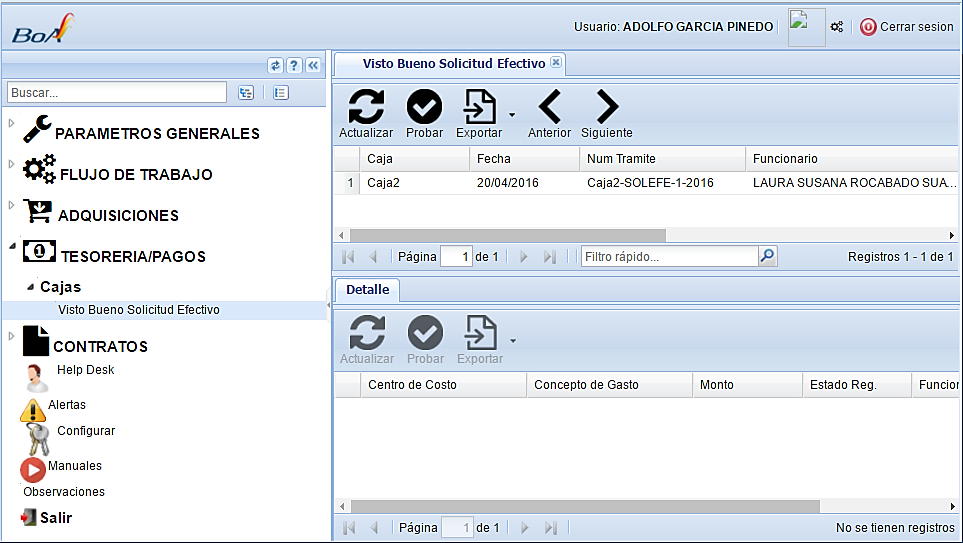 BoA
Usuario: ADOLFO GARCIA PINEDO
Cerrar sesion
Buscar...
PARAMETROS GENERALES
FLUJO DE TRABAJO
ADQUISICIONES
TESORERIA/PAGOS
Cajas
Visto Bueno Solicitud Efectivo
CONTRATOS
Help Desk
Alertas
Configurar
Manuales
Observaciones
Salir
Visto Bueno Solicitud Efectivo
Actualizar Probar Exportar Anterior Siguiente
Caja Fecha Num Tramite Funcionario
1 Caja2 20/04/2016 Caja2-SOLEFE-1-2016 LAURA SUSANA ROCABADO SUA...
Página 1 de 1 Filtro rápido... Registros 1 - 1 de 1
Detalle
Actualizar Probar Exportar
Centro de Costo Concepto de Gasto Monto Estado Reg. Funcior
Página 1 de 1 No se tienen registros